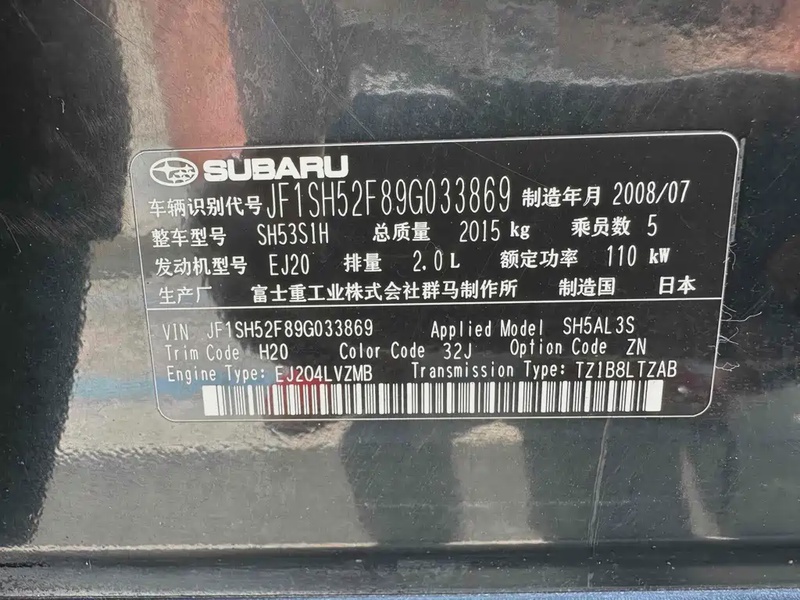 SUBARU
车辆识别代号 JF1SH52F89G033869 制造年月 2008/07
整车型号 SH53S1H 总质量 2015 kg 乘员数 5
发动机型号 EJ20 排量 2.0 L 额定功率 110 kW
生产厂 富士重工业株式会社群马制作所 制造国 日本
VIN JF1SH52F89G033869 Applied Model SH5AL3S
Trim Code H20 Color Code 32J Option Code ZN
Engine Type: EJ204LVZMB Transmission Type: TZ1B8LTZAB